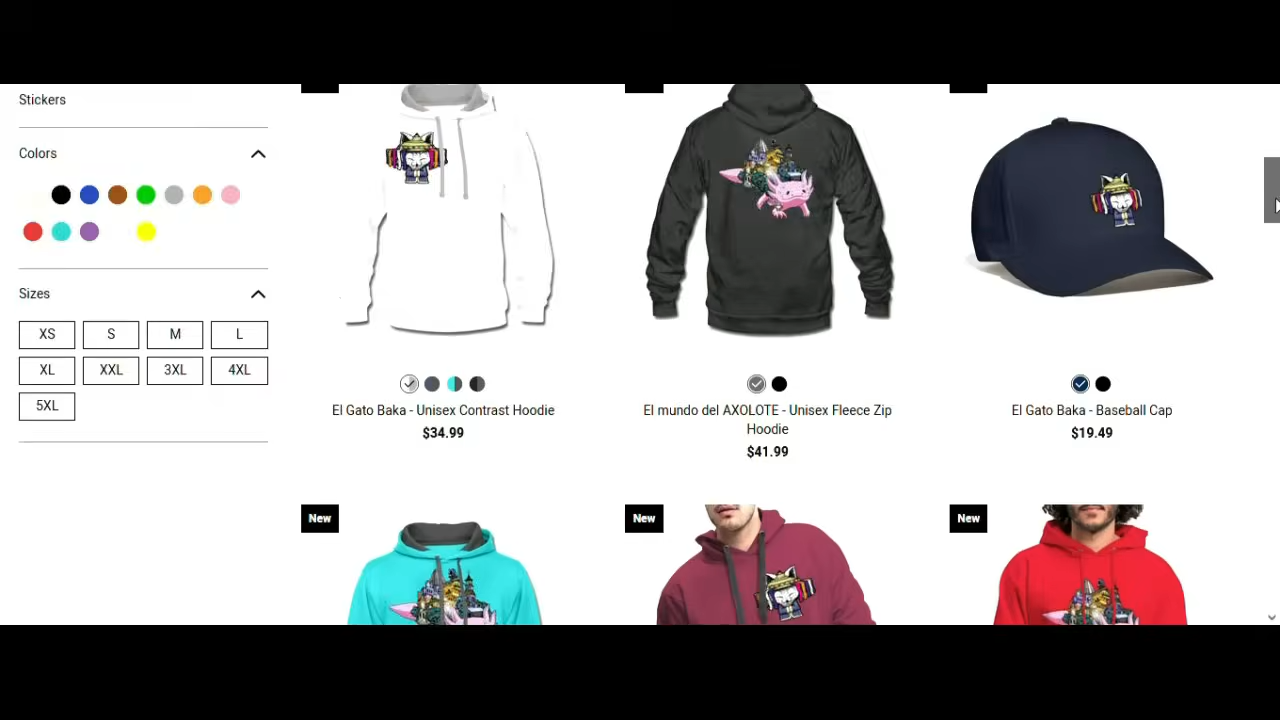 Stickers
Colors
Sizes
XS
S
M
L
XL
XXL
3XL
4XL
5XL
El Gato Baka - Unisex Contrast Hoodie
$34.99
El mundo del AXOLOTE - Unisex Fleece Zip
Hoodie
$41.99
El Gato Baka - Baseball Cap
$19.49
New
New
New